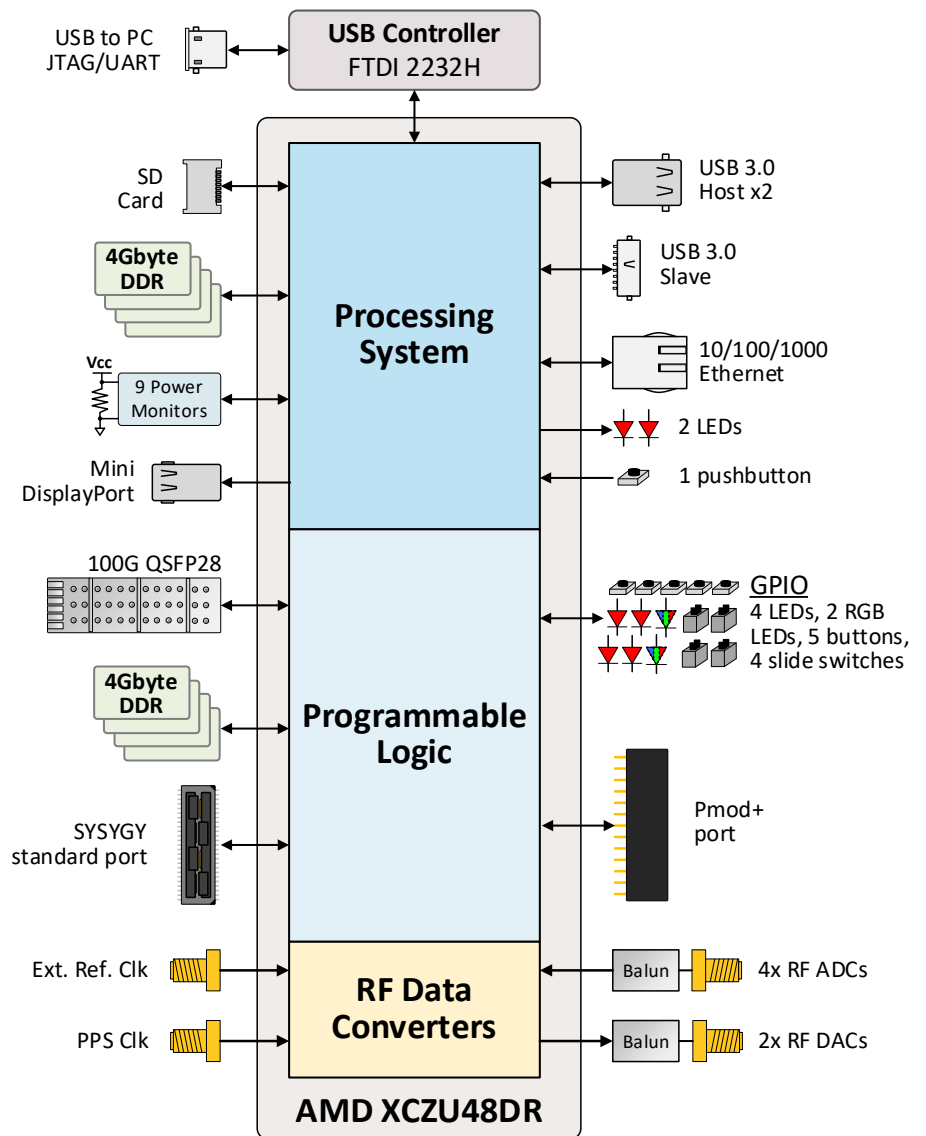 USB to PC
JTAG/UART
USB Controller
FTDI 2232H
SD
Card
USB 3.0
Host x2
4Gbyte
DDR
USB 3.0
Slave
Processing
System
10/100/1000
Ethernet
Vcc
9 Power
Monitors
2 LEDs
Mini
DisplayPort
1 pushbutton
100G QSFP28
GPIO
4 LEDs, 2 RGB
LEDs, 5 buttons,
4 slide switches
4Gbyte
DDR
Programmable
Logic
SYSYGY
standard port
Pmod+
port
Ext. Ref. Clk
RF Data
Converters
Balun
4x RF ADCs
PPS Clk
Balun
2x RF DACs
AMD XCZU48DR